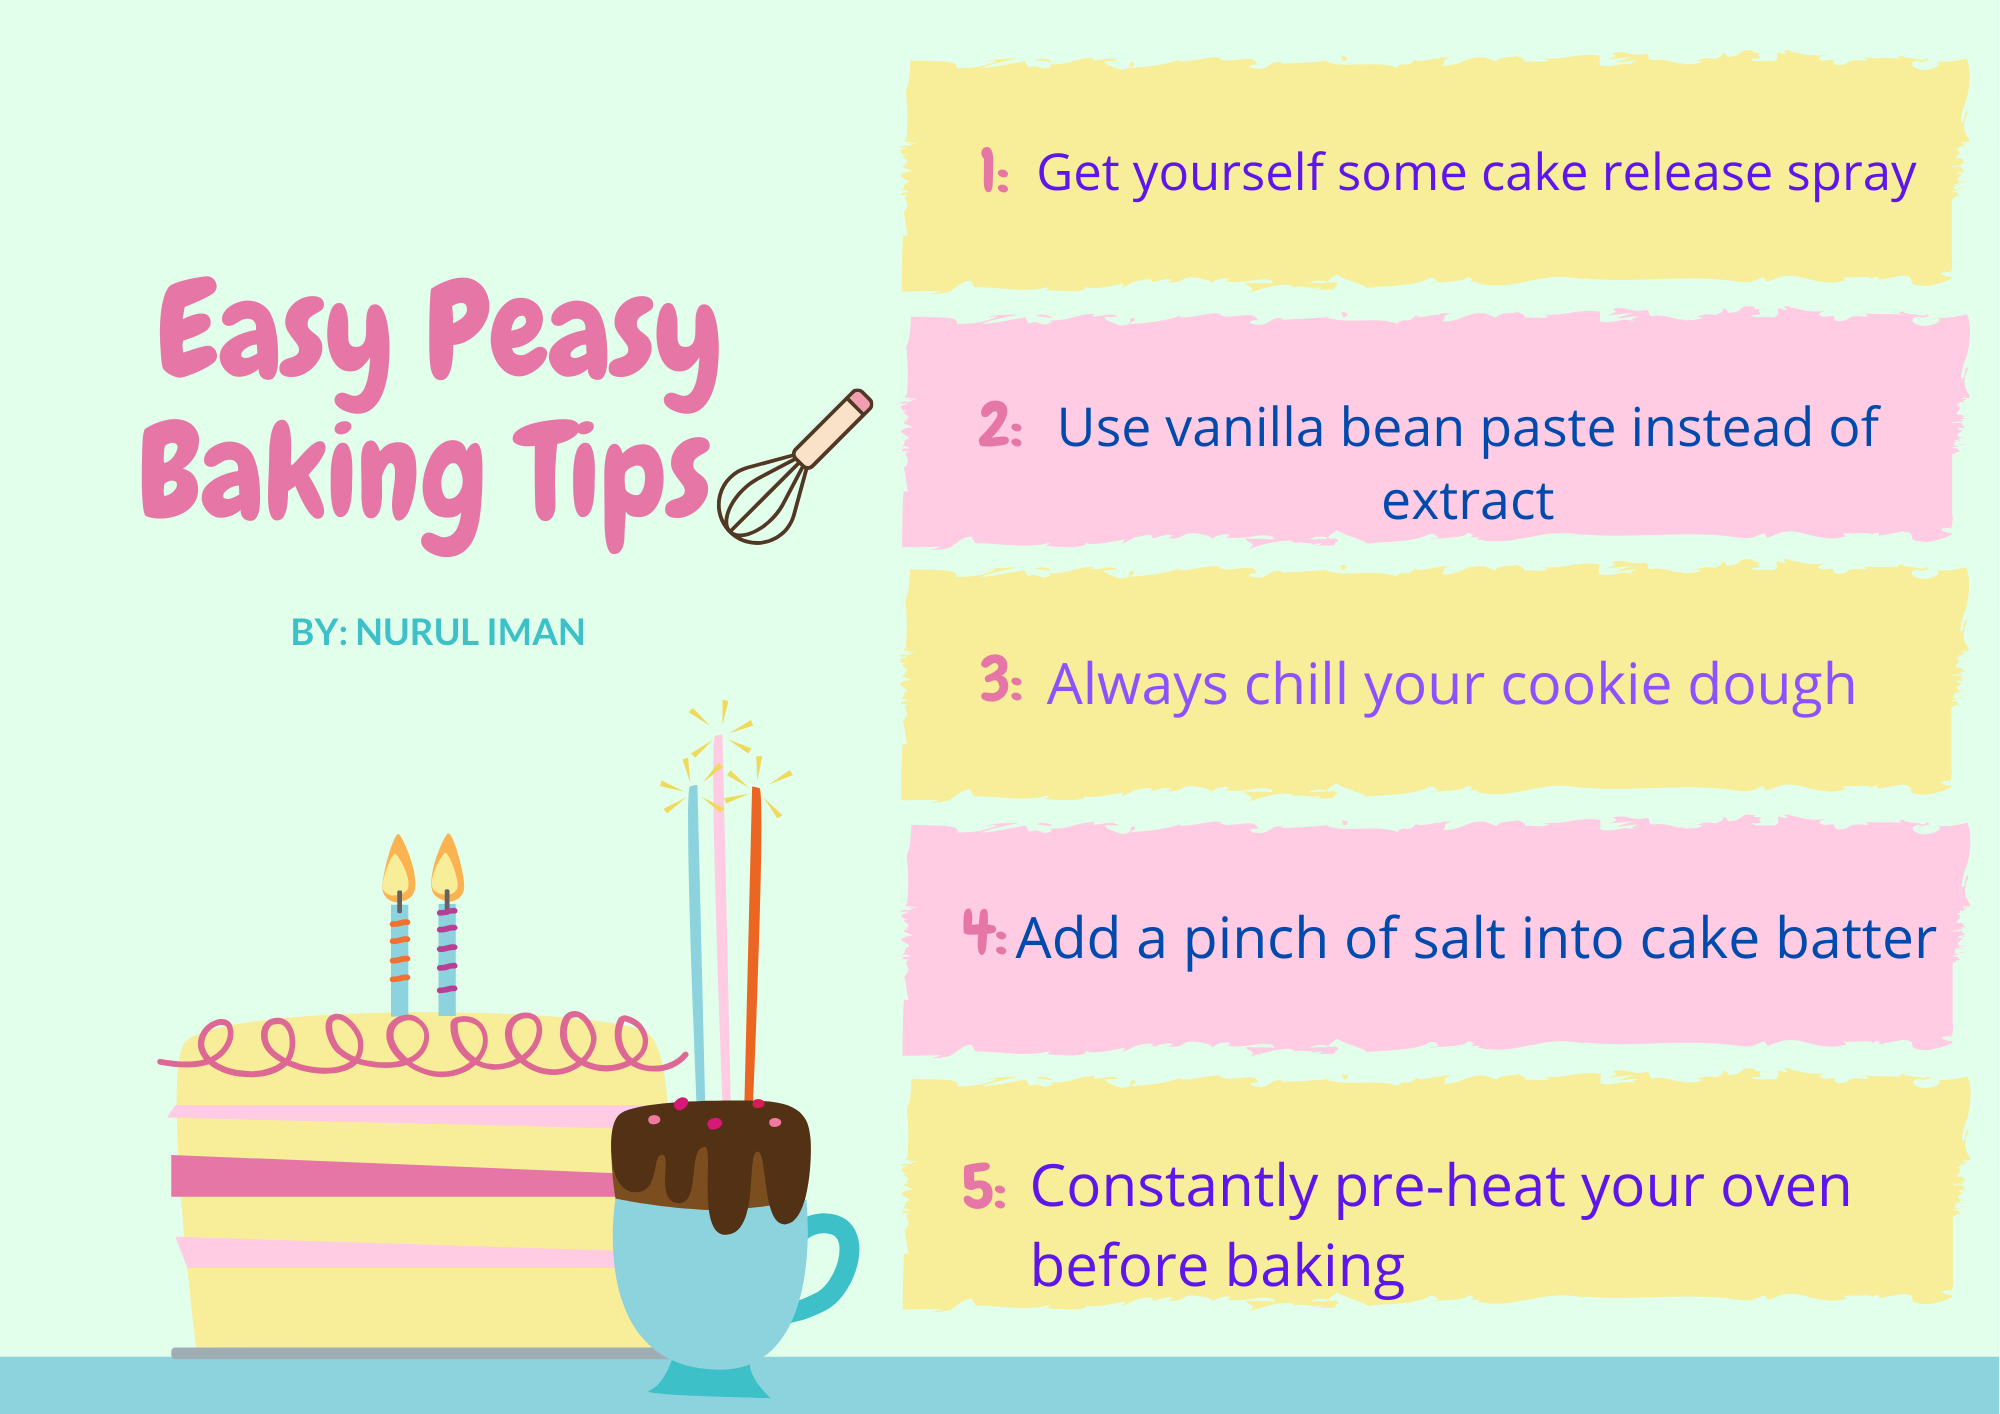 Easy Peasy
Baking Tips
BY: NURUL IMAN
1: Get yourself some cake release spray
2: Use vanilla bean paste instead of
extract
3: Always chill your cookie dough
4: Add a pinch of salt into cake batter
5: Constantly pre-heat your oven
before baking